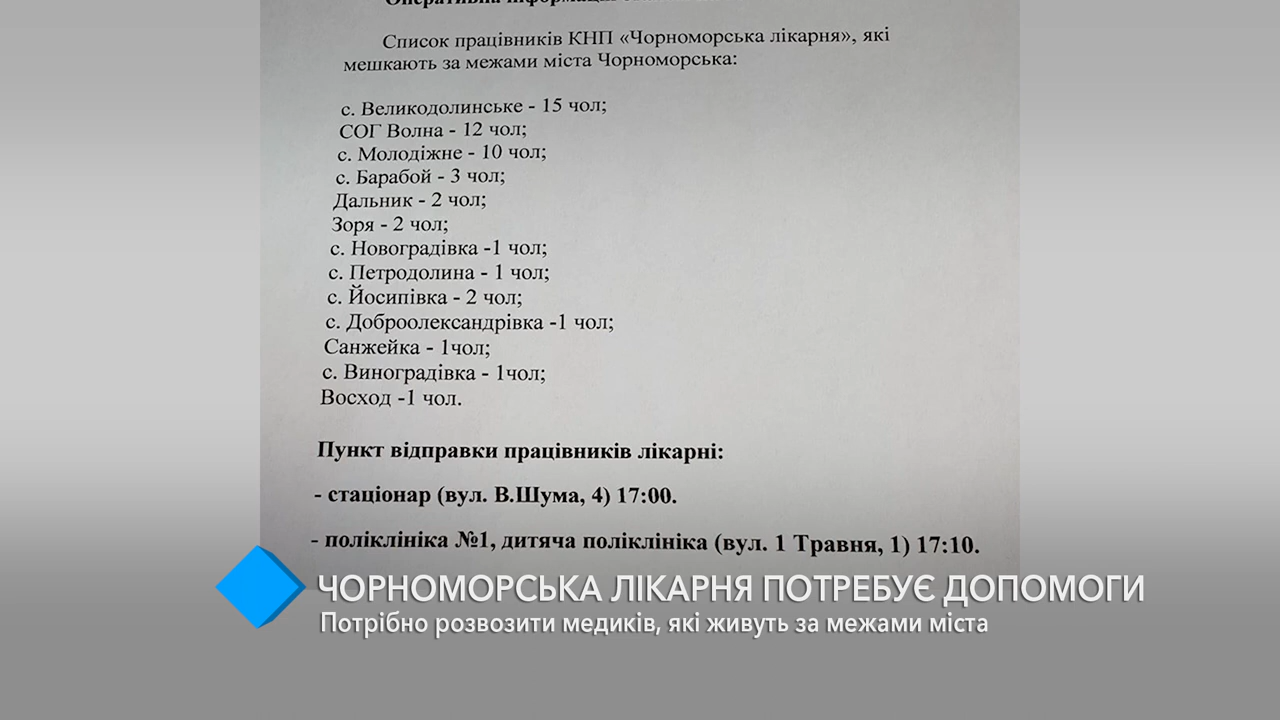 Оперативна інформація
Список працівників КНП «Чорноморська лікарня», які
мешкають за межами міста Чорноморська:
с. Великодолинське - 15 чол;
СОГ Волна - 12 чол;
с. Молодіжне - 10 чол;
с. Барабой - 3 чол;
Дальник - 2 чол;
Зоря - 2 чол;
с. Новоградівка -1 чол;
с. Петродолина - 1 чол;
с. Йосипівка - 2 чол;
с. Доброолександрівка -1 чол;
Санжейка - 1чол;
с. Виноградівка - 1чол;
Восход -1 чол.
Пункт відправки працівників лікарні:
- стаціонар (вул. В.Шума, 4) 17:00.
- поліклініка №1, дитяча поліклініка (вул. 1 Травня, 1) 17:10.
ЧОРНОМОРСЬКА ЛІКАРНЯ ПОТРЕБУЄ ДОПОМОГИ
Потрібно розвозити медиків, які живуть за межами міста